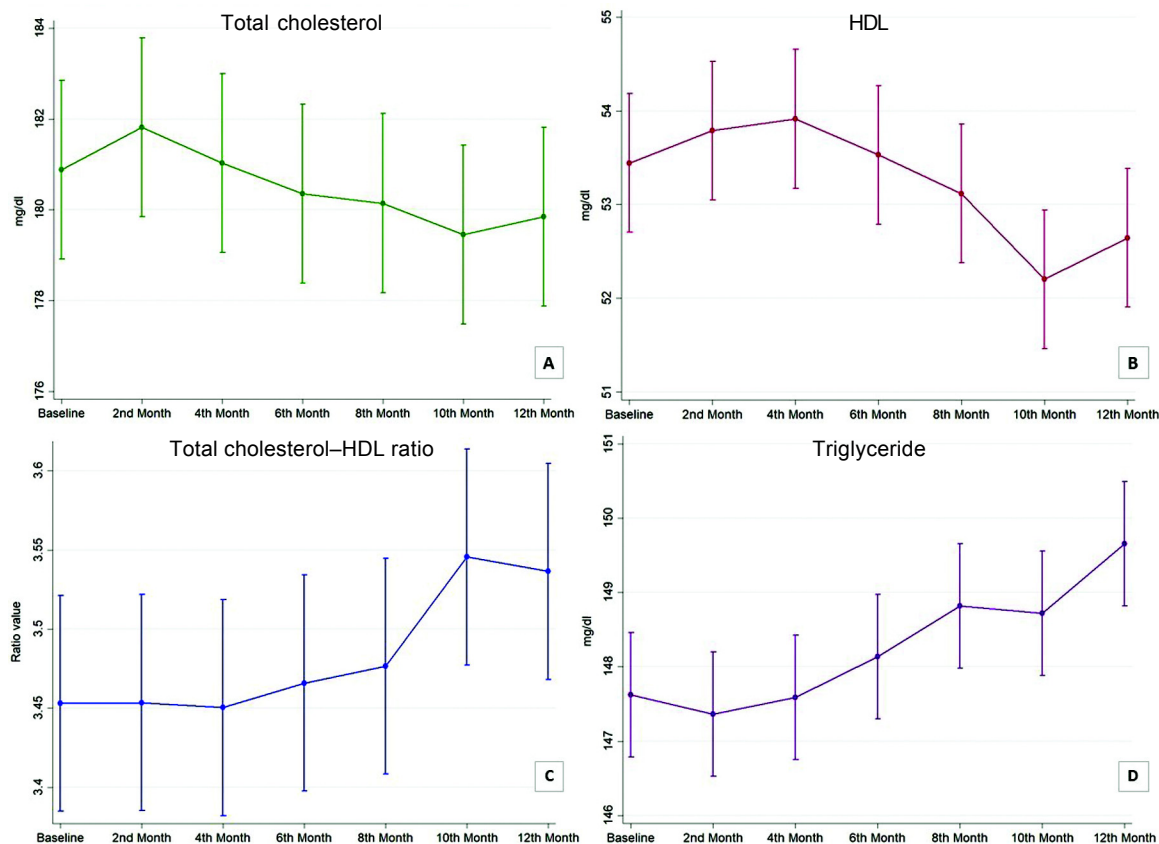 Total cholesterol
184
182
180
178
176
mg/dl
A
Baseline 2nd Month 4th Month 6th Month 8th Month 10th Month 12th Month
HDL
55
54
53
52
51
mg/dl
B
Baseline 2nd Month 4th Month 6th Month 8th Month 10th Month 12th Month
Total cholesterol–HDL ratio
3.6
3.55
3.5
3.45
3.4
Ratio value
C
Baseline 2nd Month 4th Month 6th Month 8th Month 10th Month 12th Month
Triglyceride
151
150
149
148
147
146
mg/dl
D
Baseline 2nd Month 4th Month 6th Month 8th Month 10th Month 12th Month